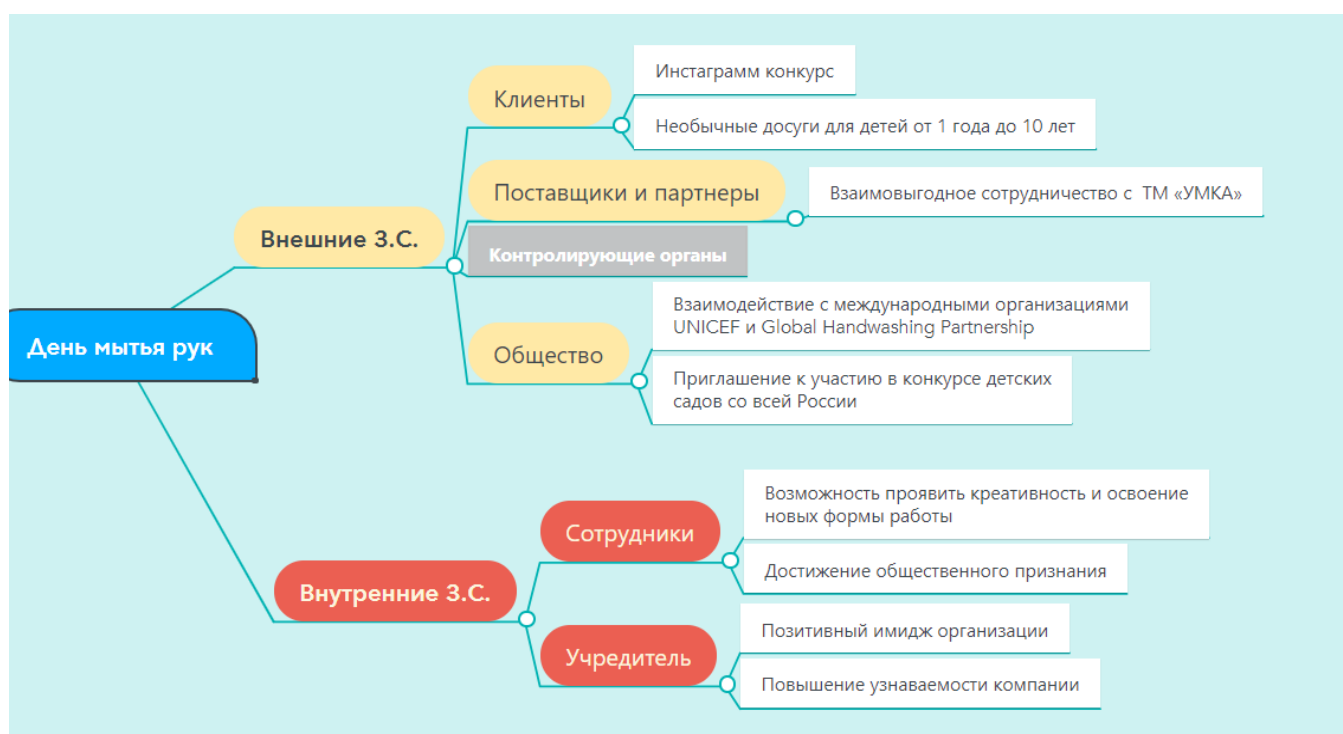 День мытья рук
Внешние З.С.
Клиенты
Инстаграмм конкурс
Необычные досуги для детей от 1 года до 10 лет
Поставщики и партнеры
Взаимовыгодное сотрудничество с ТМ «УМКА»
Контролирующие органы
Общество
Взаимодействие с международными организациями
UNICEF и Global Handwashing Partnership
Приглашение к участию в конкурсе детских
садов со всей России
Внутренние З.С.
Сотрудники
Возможность проявить креативность и освоение
новых формы работы
Достижение общественного признания
Учредитель
Позитивный имидж организации
Повышение узнаваемости компании